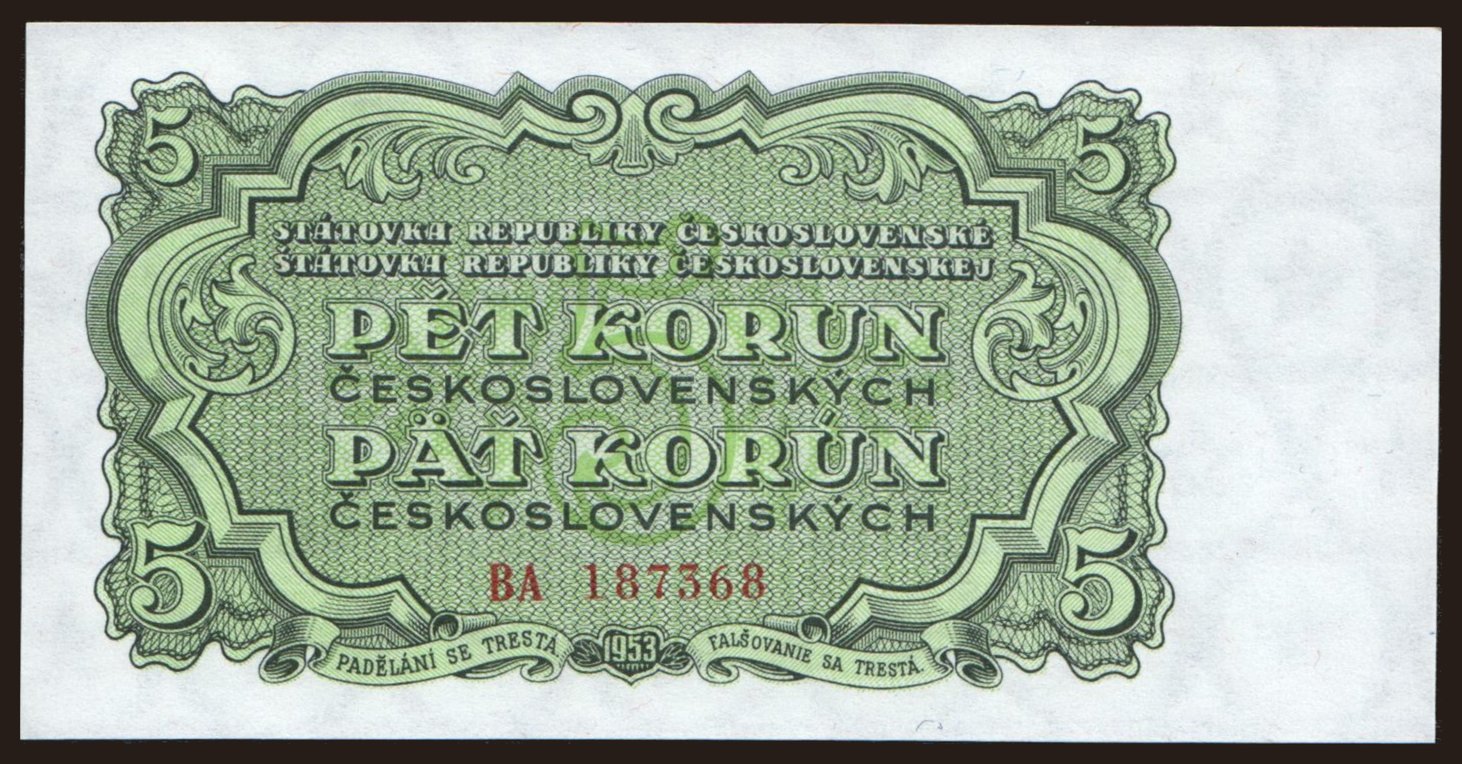 5 5
STÁTOVKA REPUBLIKY ČESKOSLOVENSKÉ
ŠTÁTOVKA REPUBLIKY ČESKOSLOVENSKEJ
PĚT KORUN
ČESKOSLOVENSKÝCH
PÄŤ KORÚN
ČESKOSLOVENSKÝCH
5 5
BA 187368
PADĚLÁNÍ SE TRESTÁ. 1953 FALŠOVANIE SA TRESTÁ.